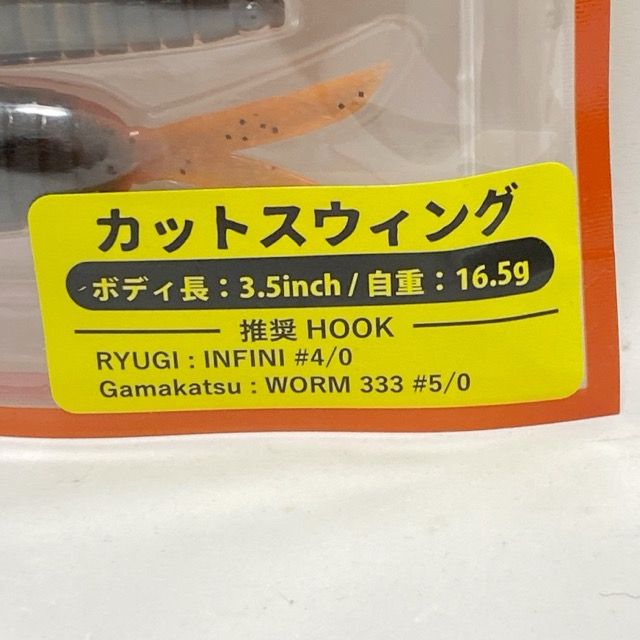 カットスウィング
ボディ長：3.5inch / 自重：16.5g
推奨 HOOK
RYUGI : INFINI #4/0
Gamakatsu : WORM 333 #5/0